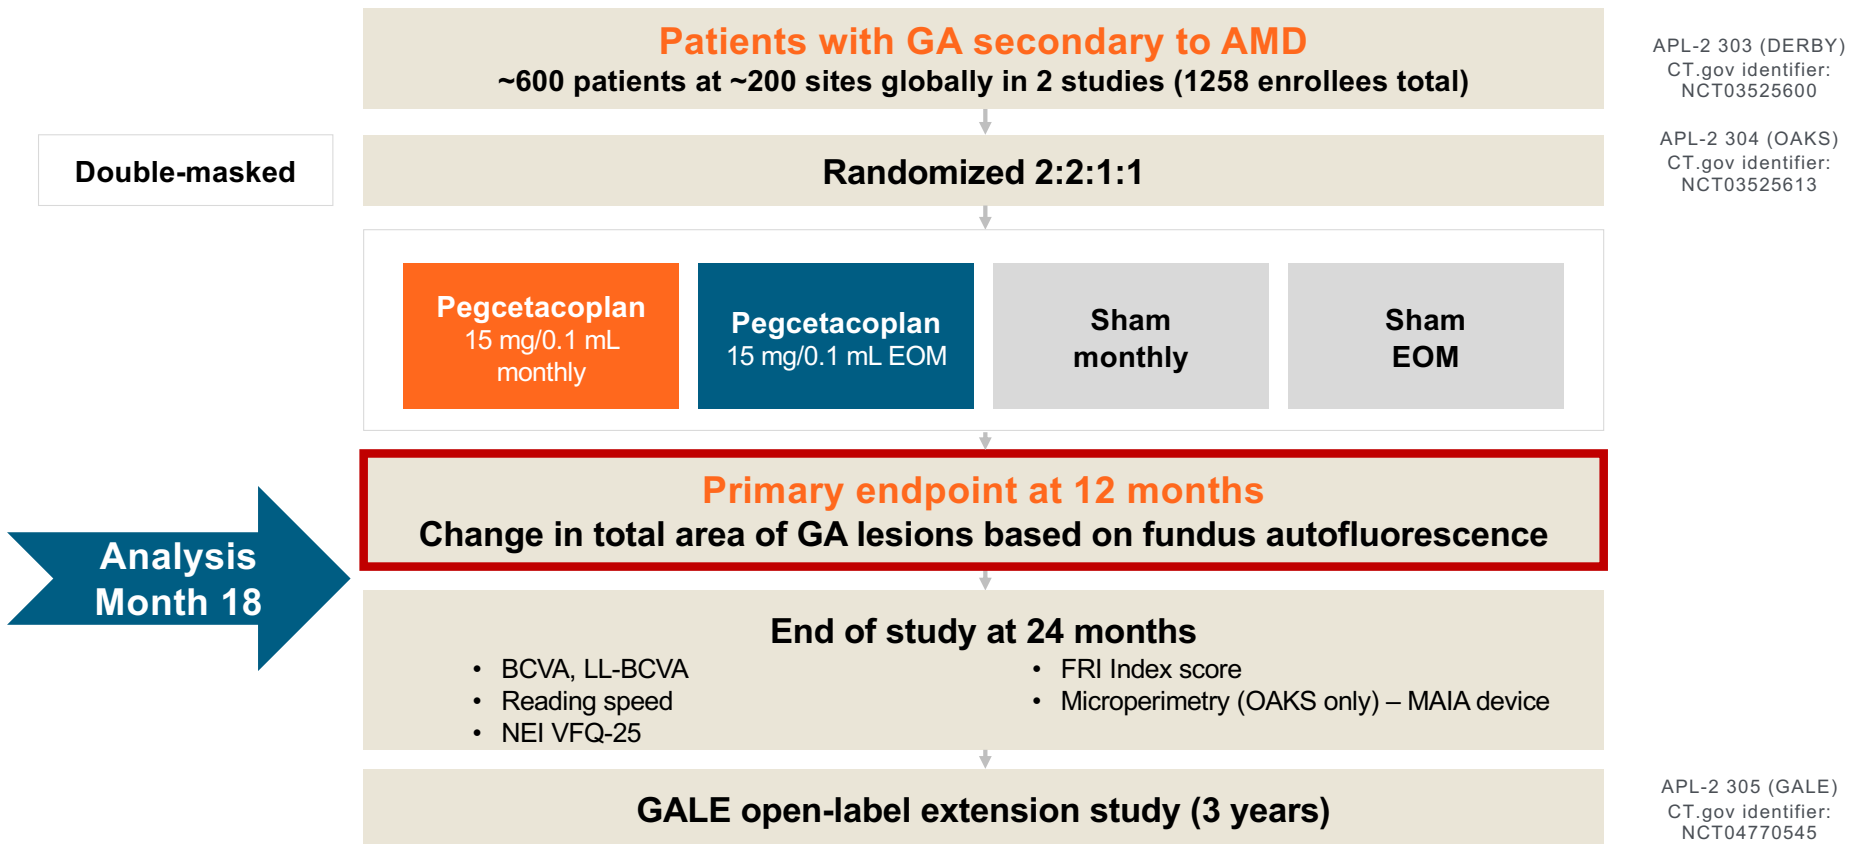 Patients with GA secondary to AMD
~600 patients at ~200 sites globally in 2 studies (1258 enrollees total)
APL-2 303 (DERBY)
CT.gov identifier:
NCT03525600
Double-masked
Randomized 2:2:1:1
APL-2 304 (OAKS)
CT.gov identifier:
NCT03525613
Pegcetacoplan
15 mg/0.1 mL
monthly
Pegcetacoplan
15 mg/0.1 mL EOM
Sham
monthly
Sham
EOM
Primary endpoint at 12 months
Change in total area of GA lesions based on fundus autofluorescence
Analysis
Month 18
End of study at 24 months
• BCVA, LL-BCVA
• Reading speed
• NEI VFQ-25
• FRI Index score
• Microperimetry (OAKS only) – MAIA device
GALE open-label extension study (3 years)
APL-2 305 (GALE)
CT.gov identifier:
NCT04770545